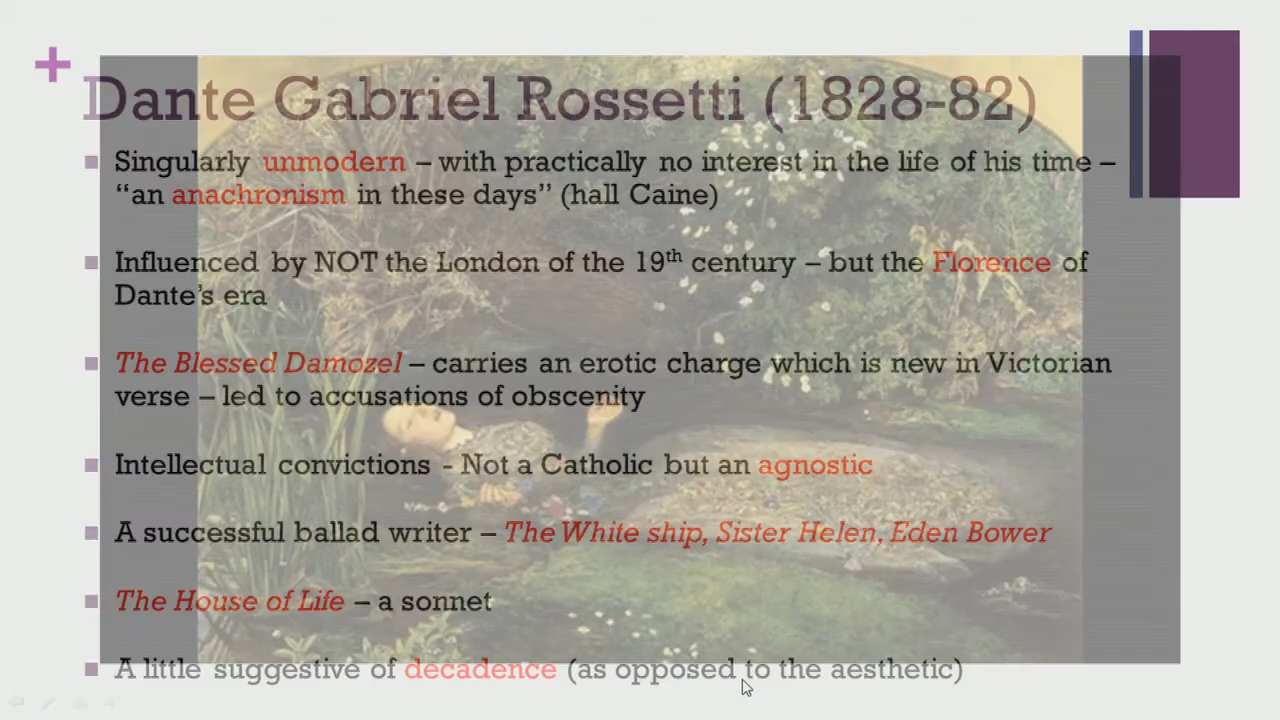 Dante Gabriel Rossetti (1828-82)
Singularly unmodern – with practically no interest in the life of his time –
“an anachronism in these days” (hall Caine)
Influenced by NOT the London of the 19th century – but the Florence of
Dante’s era
The Blessed Damozel – carries an erotic charge which is new in Victorian
verse – led to accusations of obscenity
Intellectual convictions - Not a Catholic but an agnostic
A successful ballad writer – The White ship, Sister Helen, Eden Bower
The House of Life – a sonnet
A little suggestive of decadence (as opposed to the aesthetic)